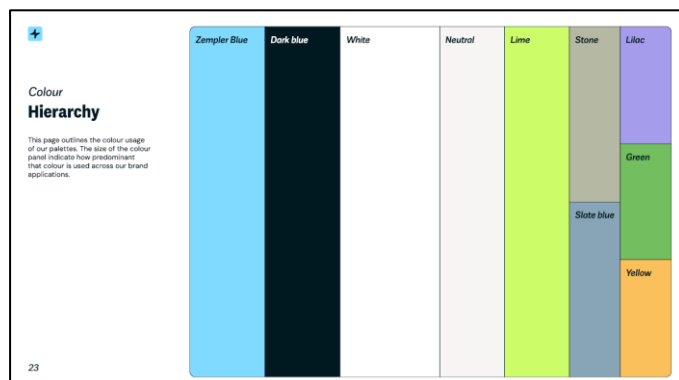 Colour
Hierarchy
This page outlines the colour usage
of our palettes. The size of the colour
panel indicate how predominant
that colour is used across our brand
applications.
Zempler Blue
Dark blue
White
Neutral
Lime
Stone
Lilac
Green
Slate blue
Yellow
23